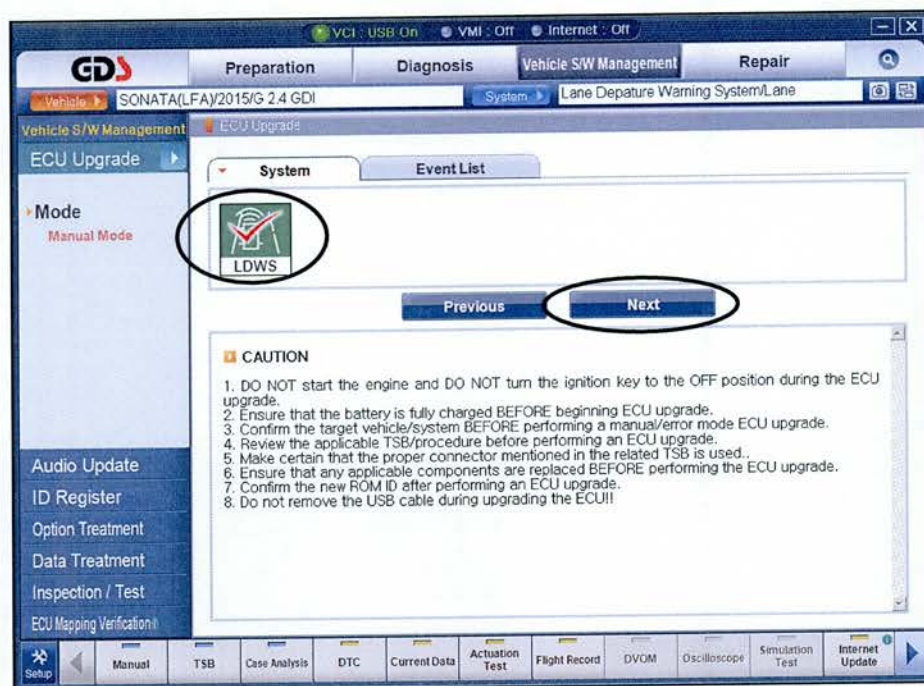 VCI : USB On VMI : Off Internet : Off
GDS Preparation Diagnosis Vehicle S/W Management Repair
Vehicle SONATA(LFA)/2015/G 2.4 GDI System Lane Depature Warning System/Lane
Vehicle S/W Management
ECU Upgrade
ECU Upgrade
System Event List
Mode
Manual Mode
LDWS
Previous Next
CAUTION
1. DO NOT start the engine and DO NOT turn the ignition key to the OFF position during the ECU
upgrade.
2. Ensure that the battery is fully charged BEFORE beginning ECU upgrade.
3. Confirm the target vehicle/system BEFORE performing a manual/error mode ECU upgrade.
4. Review the applicable TSB/procedure before performing an ECU upgrade.
5. Make certain that the proper connector mentioned in the related TSB is used..
6. Ensure that any applicable components are replaced BEFORE performing the ECU upgrade.
7. Confirm the new ROM ID after performing an ECU upgrade.
8. Do not remove the USB cable during upgrading the ECU!!
Audio Update
ID Register
Option Treatment
Data Treatment
Inspection / Test
ECU Mapping Verification
Setup Manual TSB Case Analysis DTC Current Data Actuation Test Flight Record DVOM Oscilloscope Simulation Test Internet Update